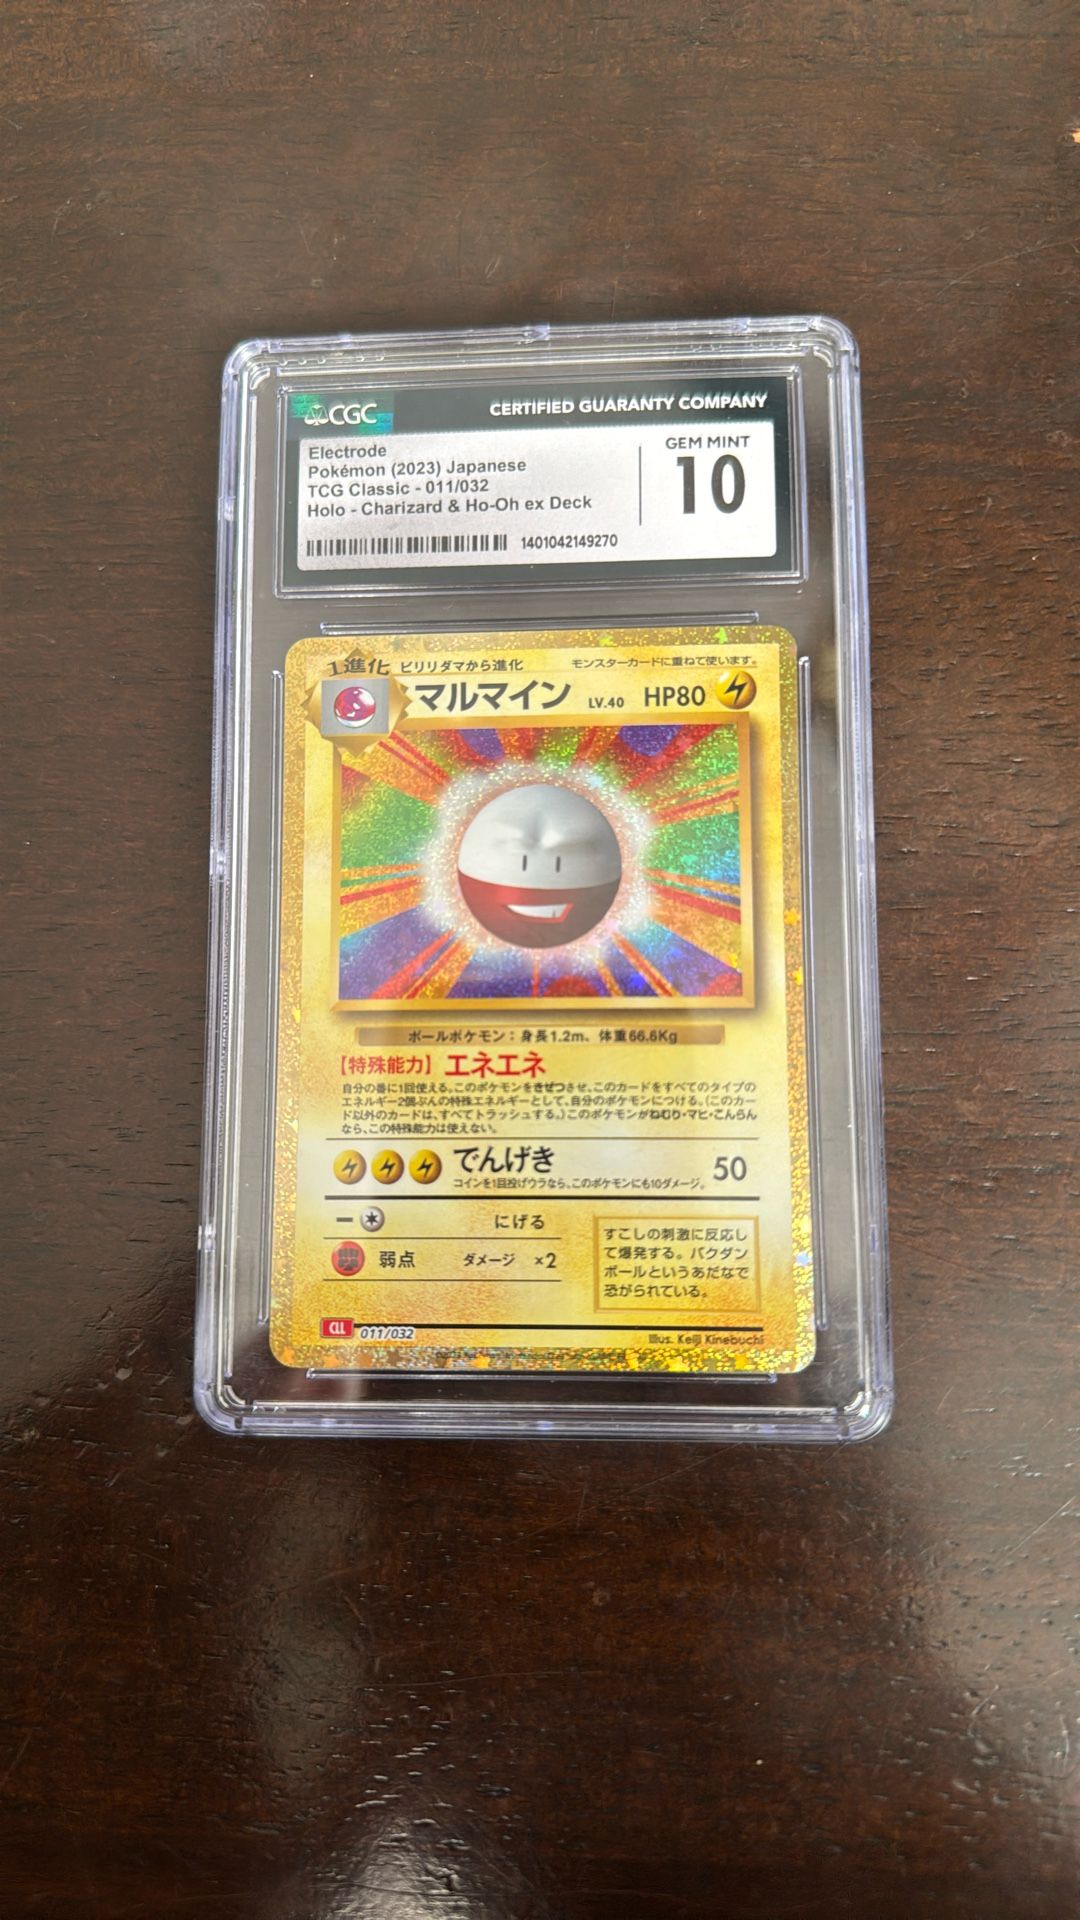 CGC
CERTIFIED GUARANTY COMPANY
Electrode
Pokémon (2023) Japanese
TCG Classic - 011/032
Holo - Charizard & Ho-Oh ex Deck
GEM MINT
10
1401042149270
1進化 ビリリダマから進化 モンスターカードに重ねて使います。
マルマイン LV.40 HP80
ボールポケモン:身長1.2m、体重66.6Kg
【特殊能力】エネエネ
自分の番に1回使える。このポケモンをきぜつさせ、このカードをすべてのタイプの
エネルギー2個ぶんの特殊エネルギーとして、自分のポケモンにつける。(このカー
ド以外のカードは、すべてトラッシュする。)このポケモンがねむり・マヒ・こんらん
なら、この特殊能力は使えない。
でんげき 50
コインを1回投げウラなら、このポケモンにも10ダメージ。
にげる
弱点 ダメージ ×2
すこしの刺激に反応し
て爆発する。バクダン
ボールというあだなで
恐がられている。
CLL 011/032
Illus. Keiji Kinebuchi